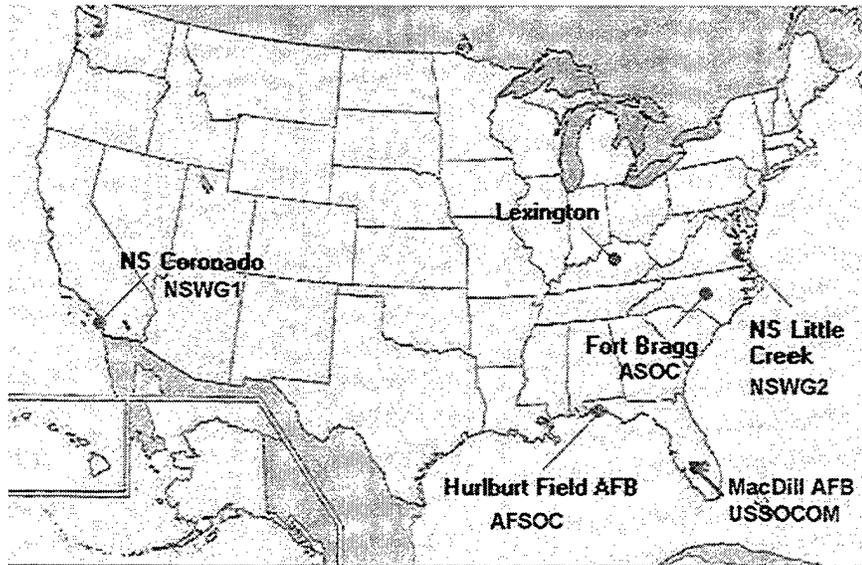 Lexington
NS Coronado
NSWG1
Fort Bragg
ASOC
NS Little
Creek
NSWG2
Hurlburt Field AFB
AFSOC
MacDill AFB
USSOCOM